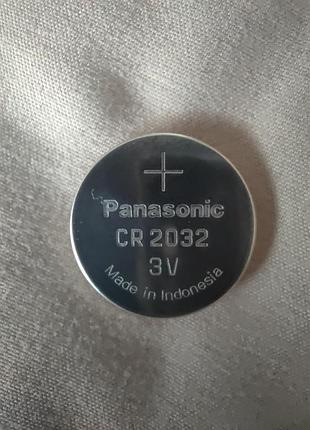 +
Panasonic
CR 2032
3V
Made in Indonesia